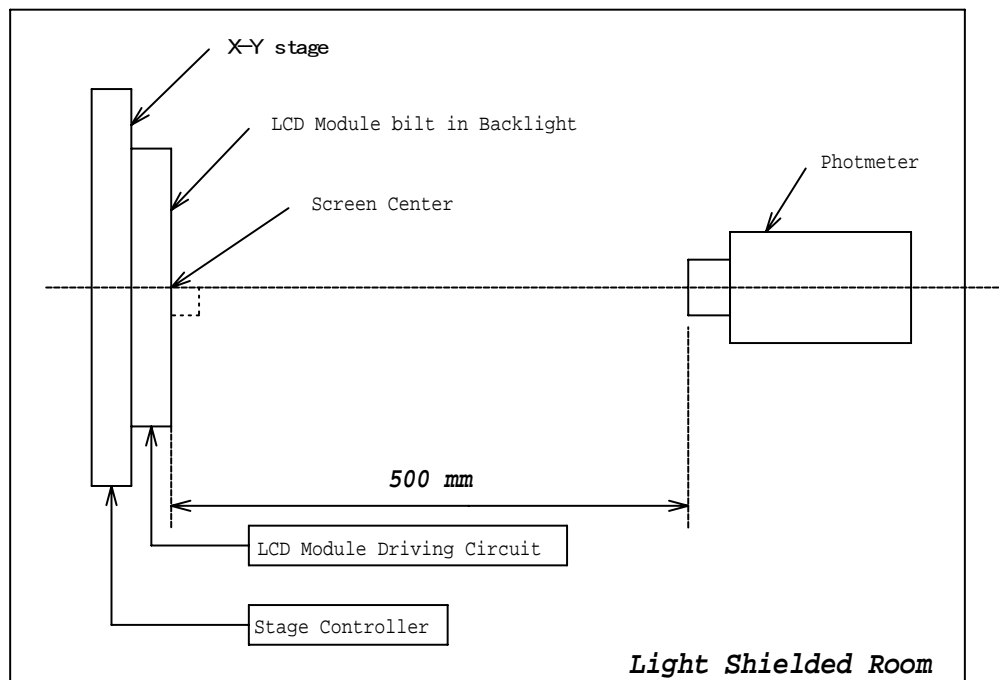 X-Y stage
LCD Module bilt in Backlight
Photmeter
Screen Center
500 mm
LCD Module Driving Circuit
Stage Controller
Light Shielded Room